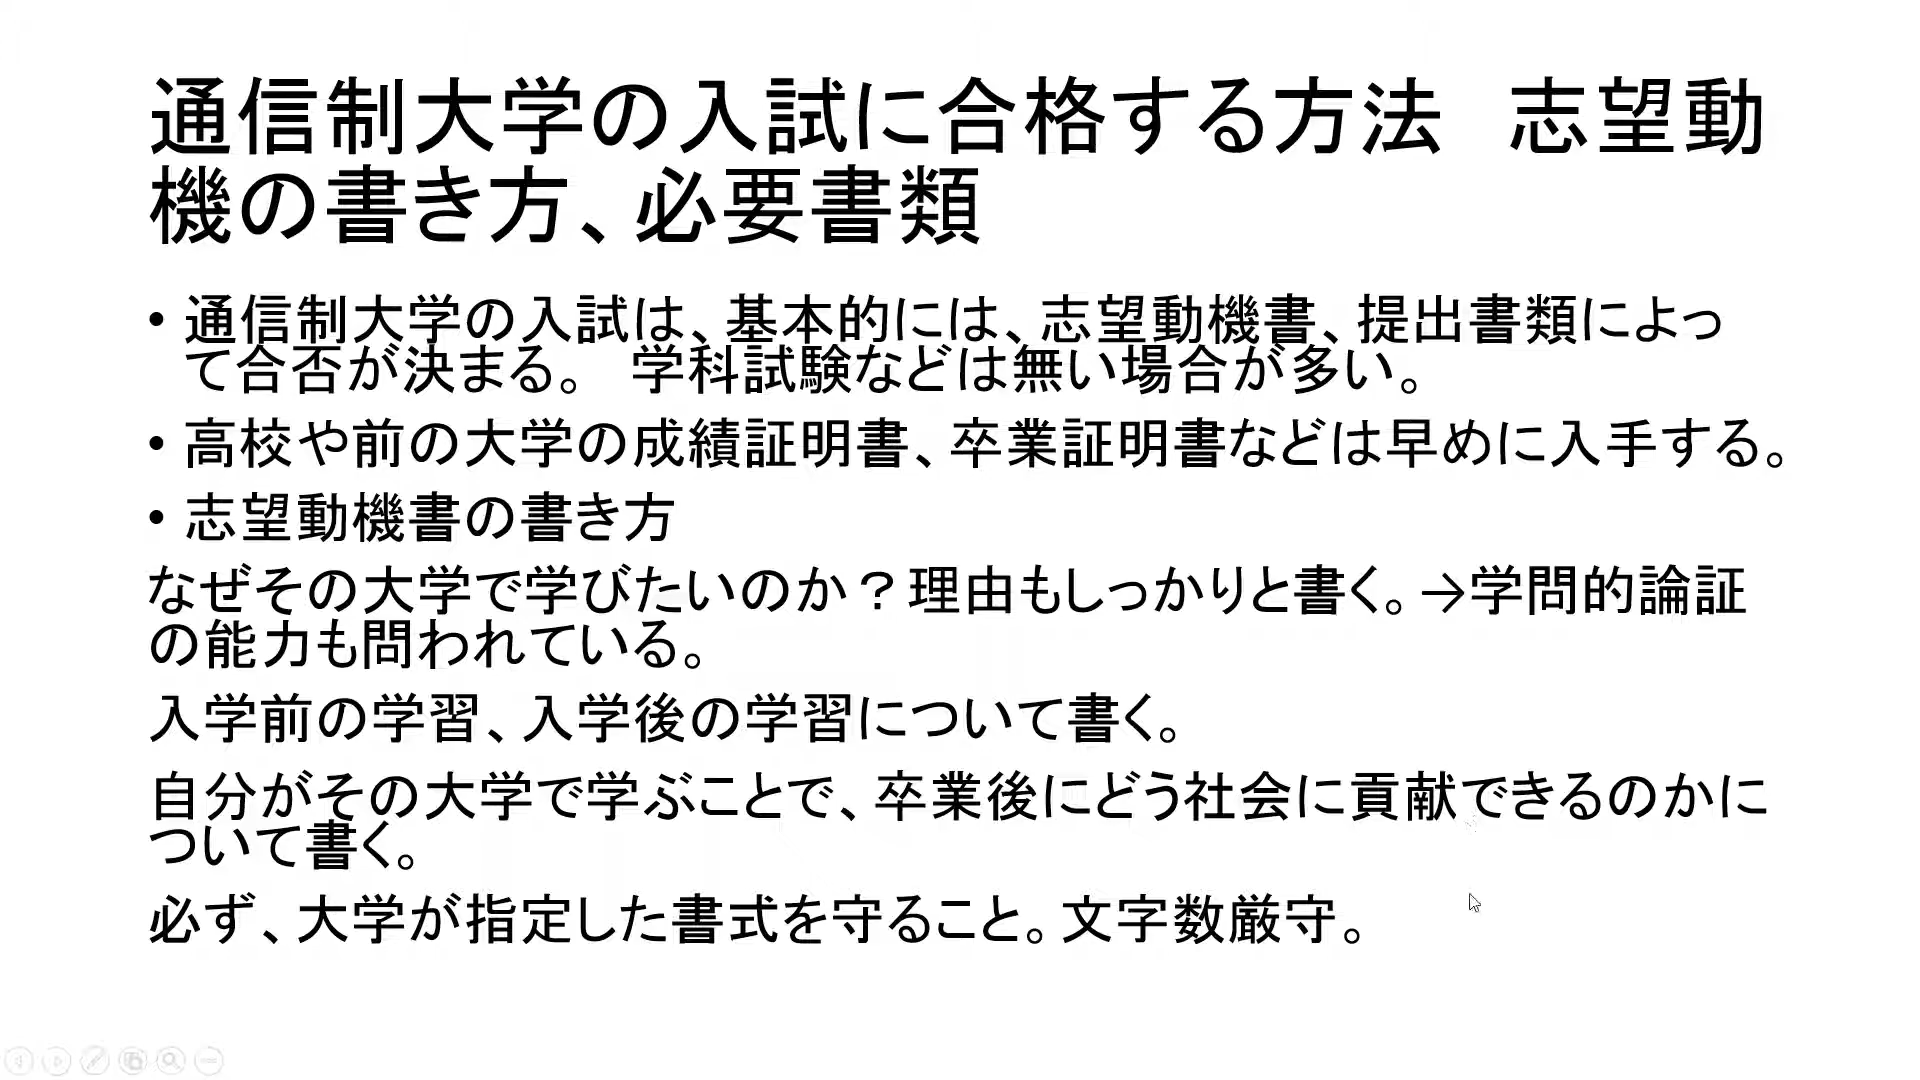 通信制大学の入試に合格する方法　志望動
機の書き方、必要書類
• 通信制大学の入試は、基本的には、志望動機書、提出書類によっ
て合否が決まる。　学科試験などは無い場合が多い。
• 高校や前の大学の成績証明書、卒業証明書などは早めに入手する。
• 志望動機書の書き方
なぜその大学で学びたいのか？理由もしっかりと書く。→学問的論証
の能力も問われている。
入学前の学習、入学後の学習について書く。
自分がその大学で学ぶことで、卒業後にどう社会に貢献できるのかに
ついて書く。
必ず、大学が指定した書式を守ること。文字数厳守。